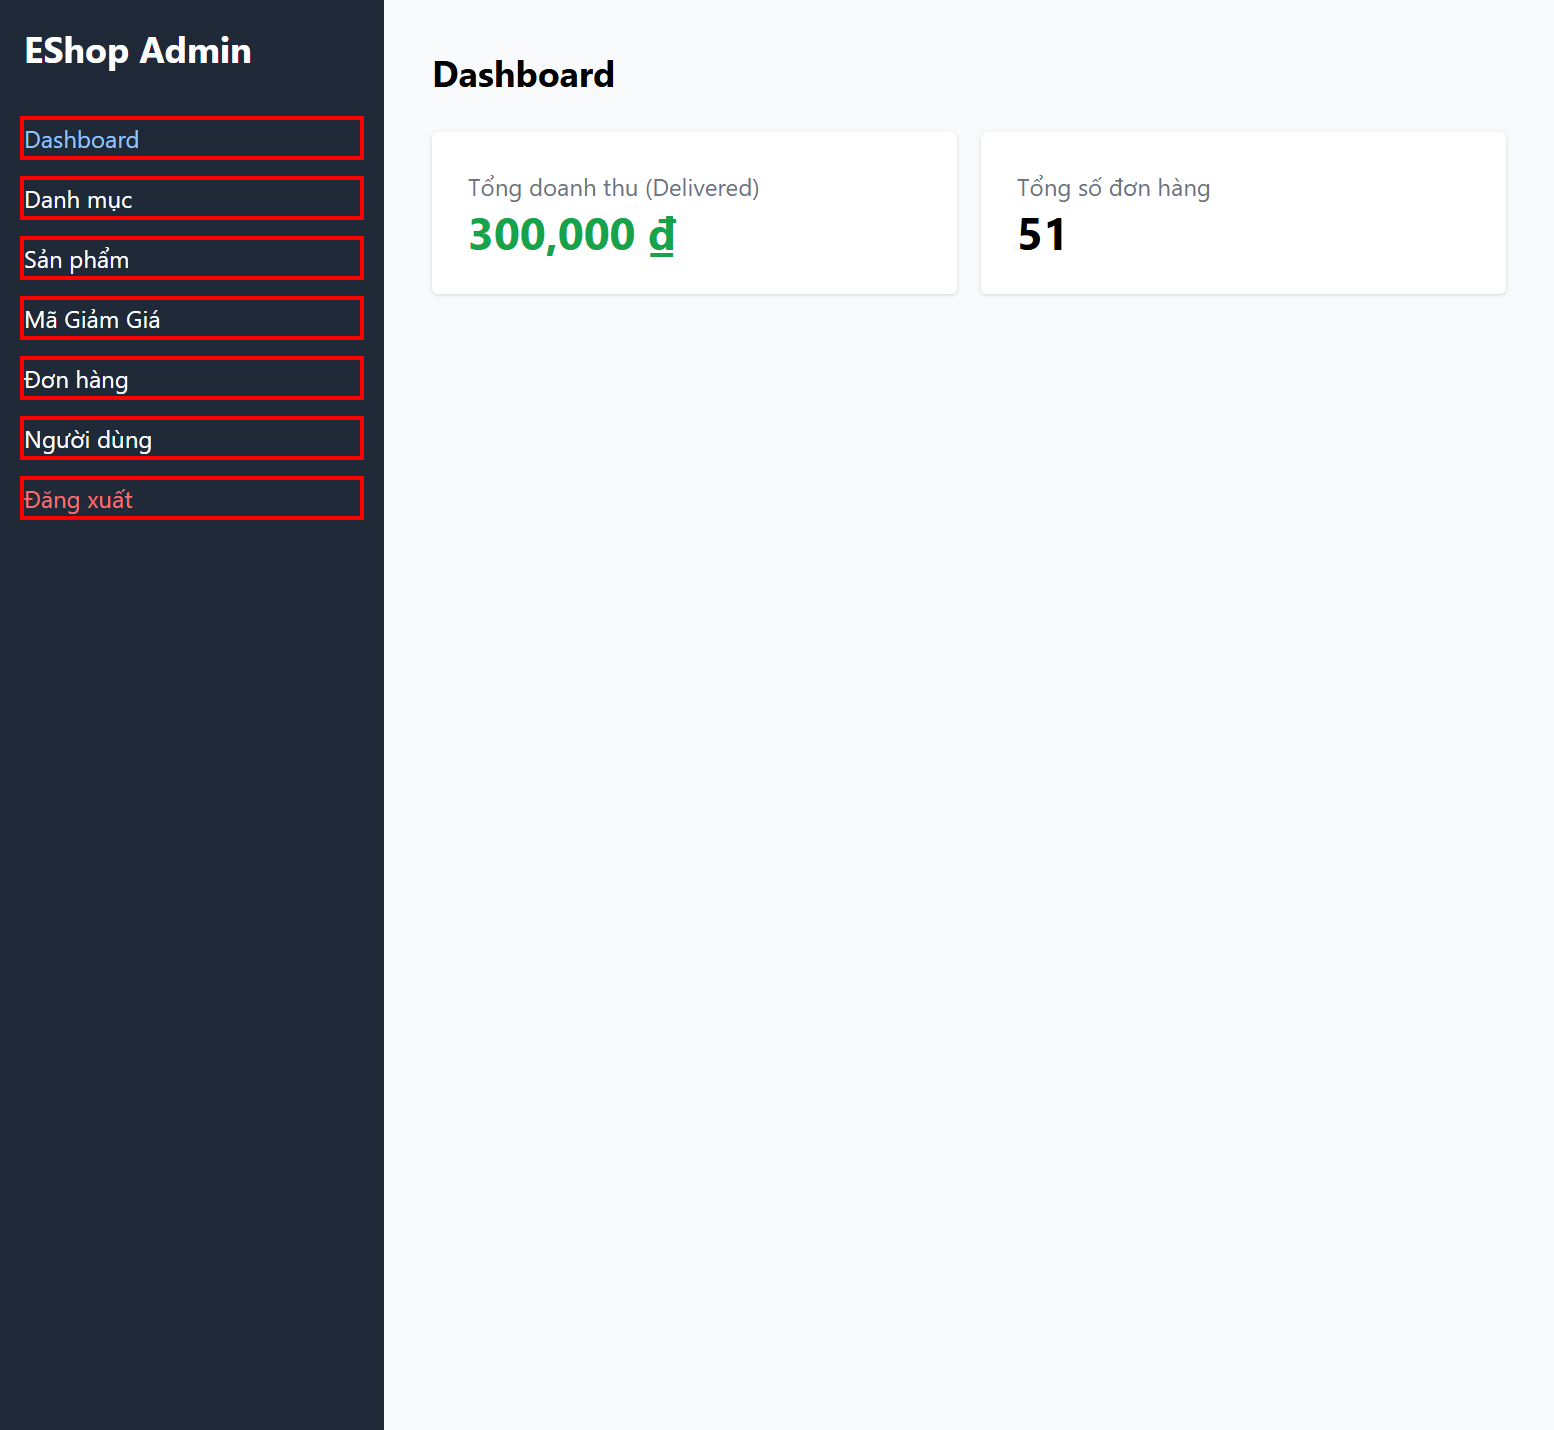 EShop Admin
Dashboard
Danh mục
Sản phẩm
Mã Giảm Giá
Đơn hàng
Người dùng
Đăng xuất
Dashboard
Tổng doanh thu (Delivered)
300,000 ₫
Tổng số đơn hàng
51